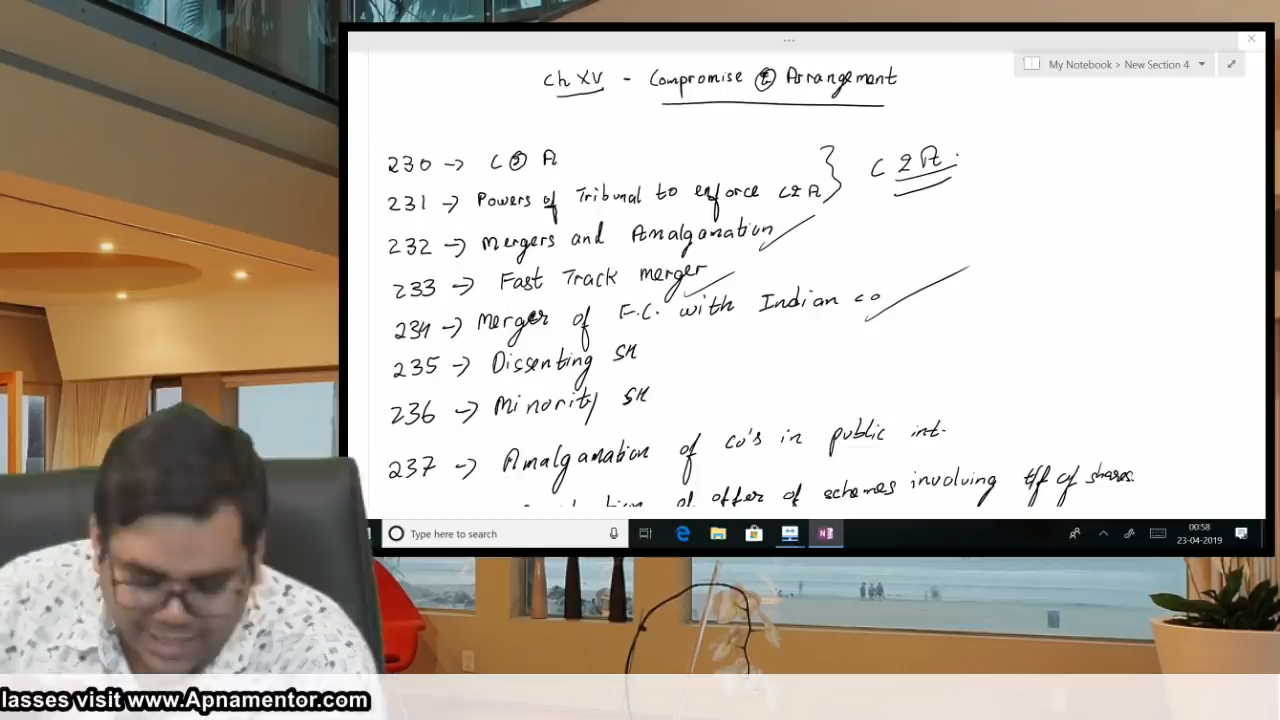 My Notebook > New Section 4
Ch XV - Compromise & Arrangement
230 → C & A
231 → Powers of Tribunal to enforce C & A } C & A.
232 → Mergers and Amalgamation
233 → Fast Track merger
234 → Merger of F.C. with Indian co
235 → Dissenting SH
236 → Minority SH
237 → Amalgamation of co's in public int.
of offer of schemes involving t/f of shares.
Type here to search
00:58
23-04-2019
lasses visit www.Apnamentor.com